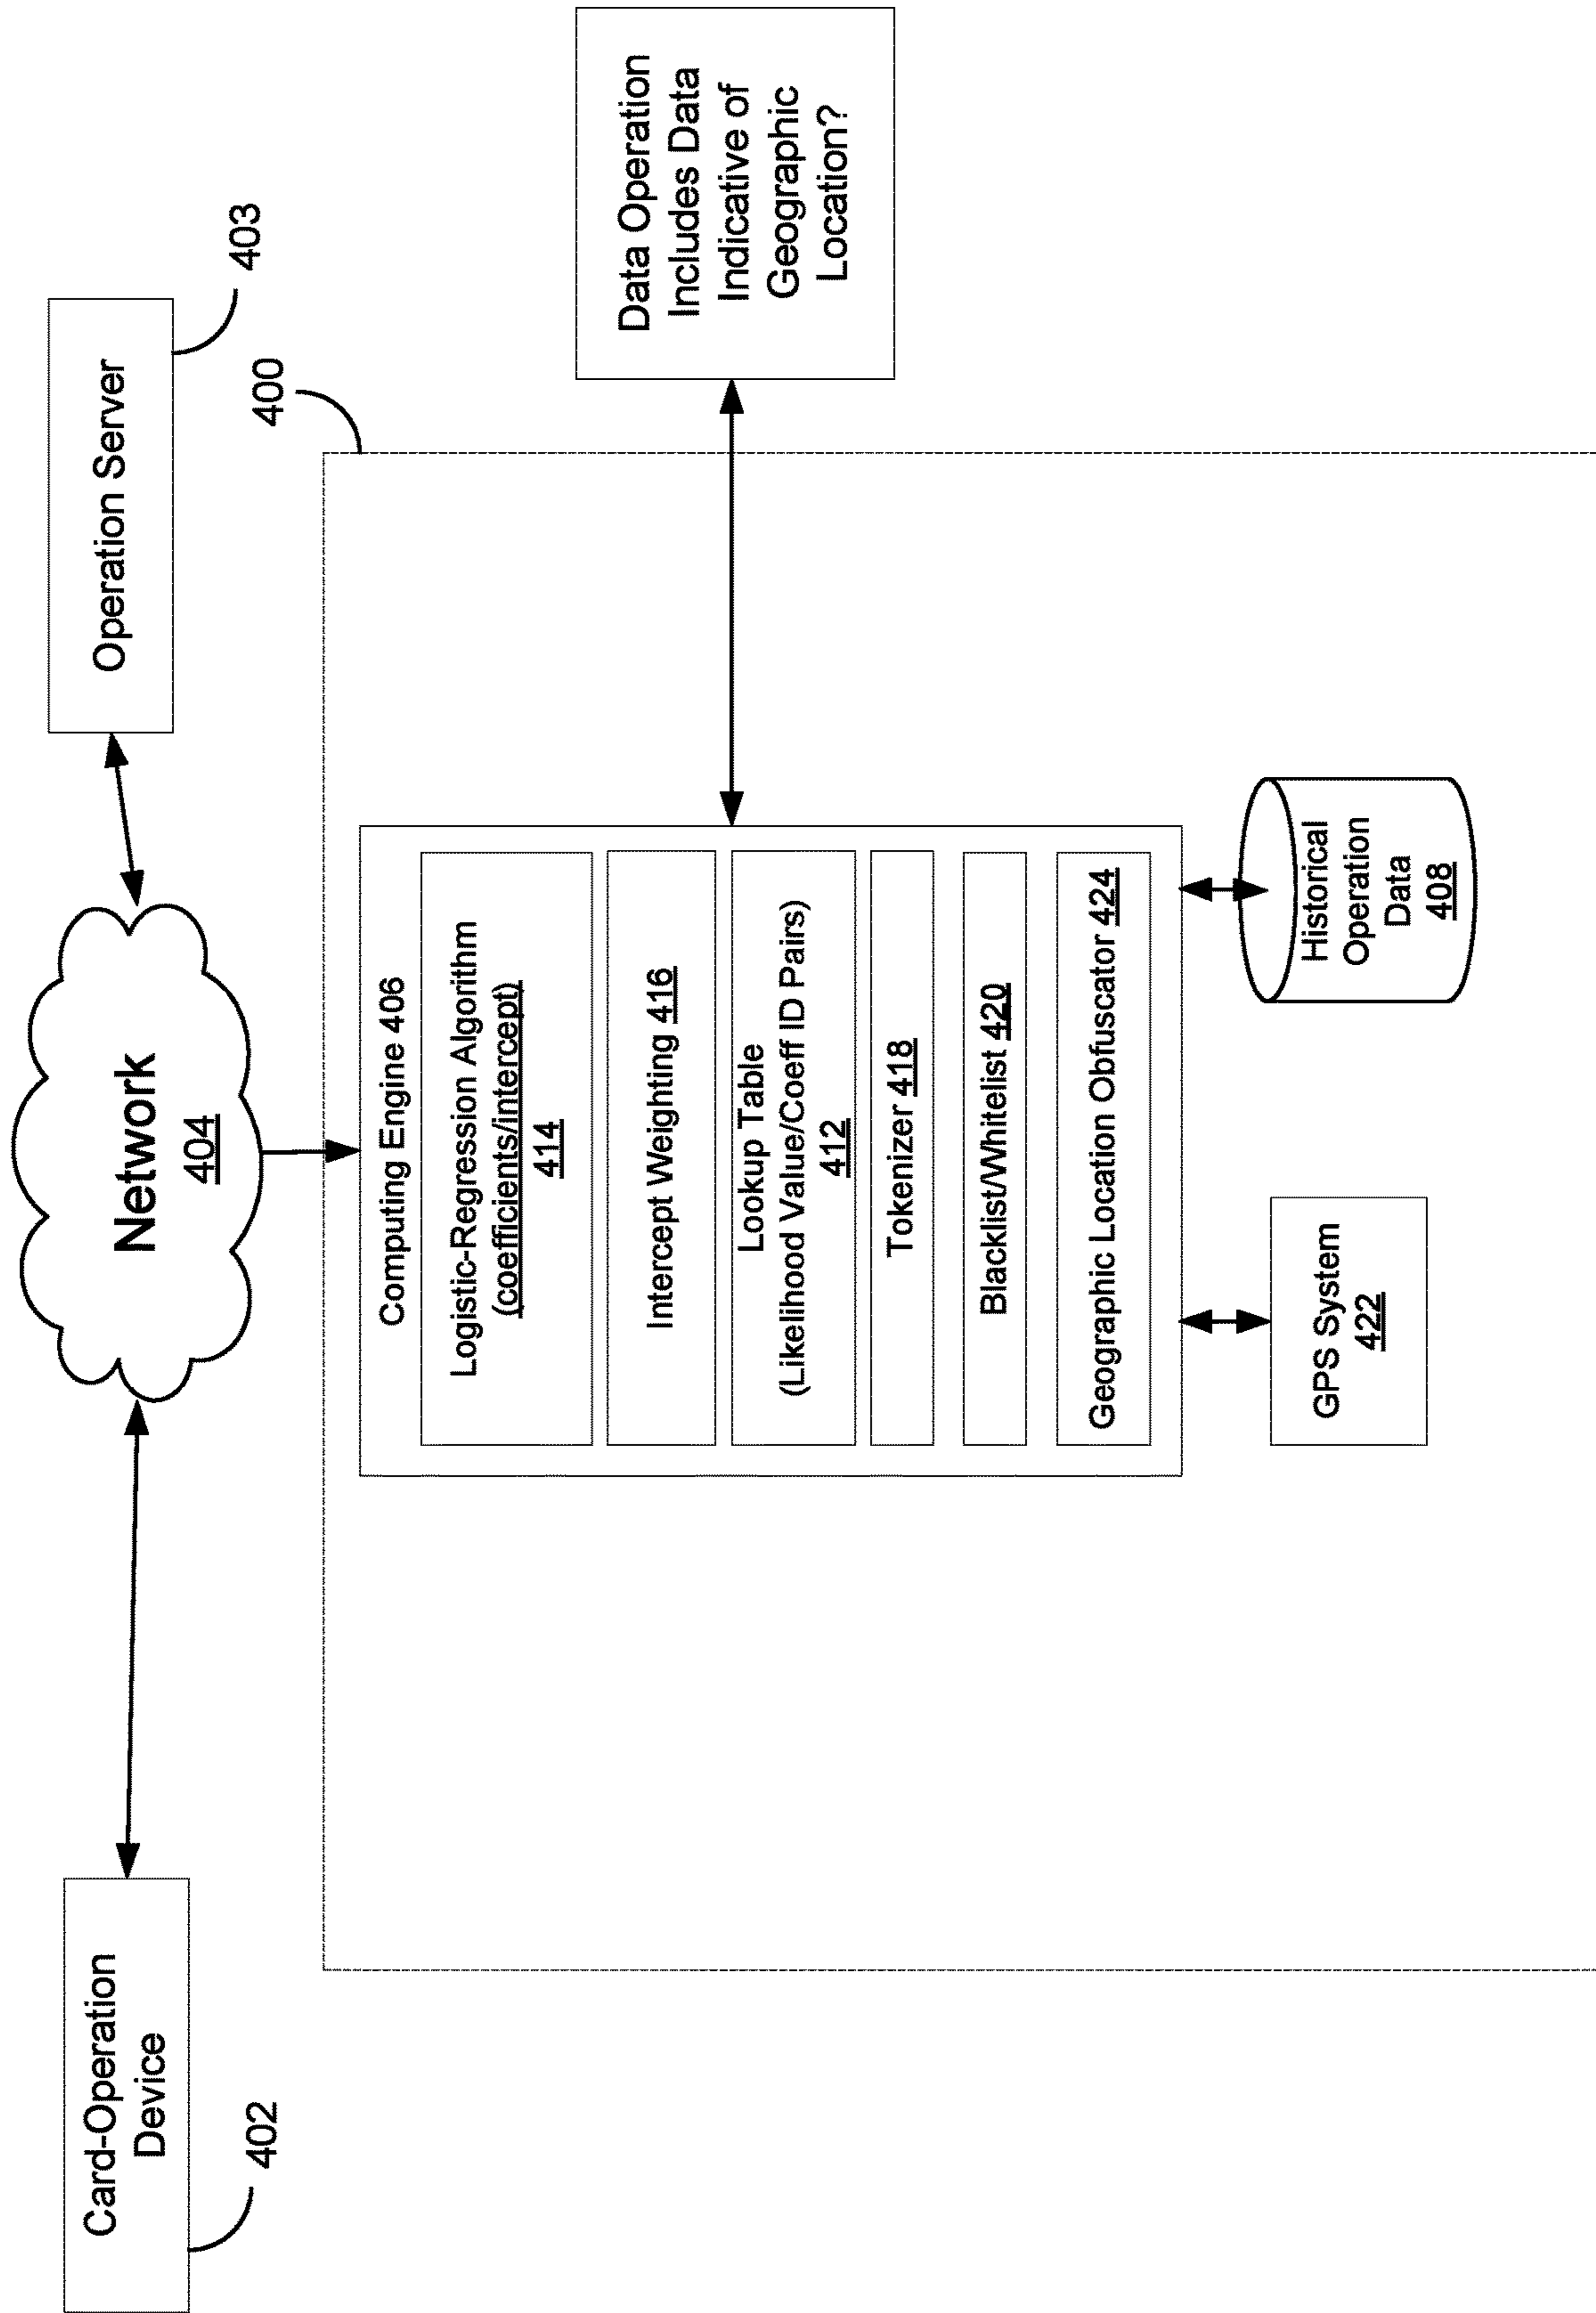 Card-Operation
Device
402
Network
404
Operation Server
403
400
Computing Engine 406
Logistic-Regression Algorithm
(coefficients/intercept)
414
Intercept Weighting 416
Lookup Table
(Likelihood Value/Coeff ID Pairs)
412
Tokenizer 418
Blacklist/Whitelist 420
Geographic Location Obfuscator 424
GPS System
422
Historical
Operation
Data
408
Data Operation
Includes Data
Indicative of
Geographic
Location?